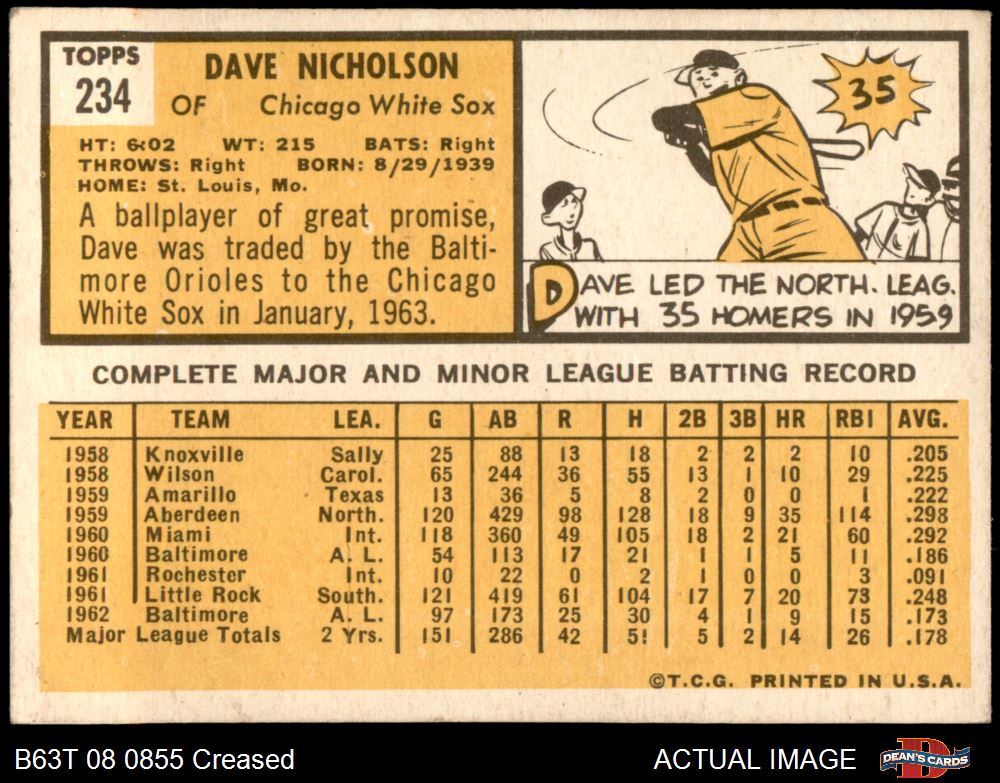 TOPPS
234
DAVE NICHOLSON
OF Chicago White Sox
HT: 6:02 WT: 215 BATS: Right
THROWS: Right BORN: 8/29/1939
HOME: St. Louis, Mo.
A ballplayer of great promise,
Dave was traded by the Balti-
more Orioles to the Chicago
White Sox in January, 1963.
35
DAVE LED THE NORTH. LEAG.
WITH 35 HOMERS IN 1959
COMPLETE MAJOR AND MINOR LEAGUE BATTING RECORD
YEAR TEAM LEA. G AB R H 2B 3B HR RBI AVG.
1958 Knoxville Sally 25 88 13 18 2 2 2 10 .205
1958 Wilson Carol. 65 244 36 55 13 1 10 29 .225
1959 Amarillo Texas 13 36 5 8 2 0 0 1 .222
1959 Aberdeen North. 120 429 98 128 18 9 35 114 .298
1960 Miami Int. 118 360 49 105 18 2 21 60 .292
1960 Baltimore A. L. 54 113 17 21 1 1 5 11 .186
1961 Rochester Int. 10 22 0 2 1 0 0 3 .091
1961 Little Rock South. 121 419 61 104 17 7 20 73 .248
1962 Baltimore A. L. 97 173 25 30 4 1 9 15 .173
Major League Totals 2 Yrs. 151 286 42 51 5 2 14 26 .178
©T.C.G. PRINTED IN U.S.A.
B63T 08 0855 Creased ACTUAL IMAGE DEAN'S CARDS